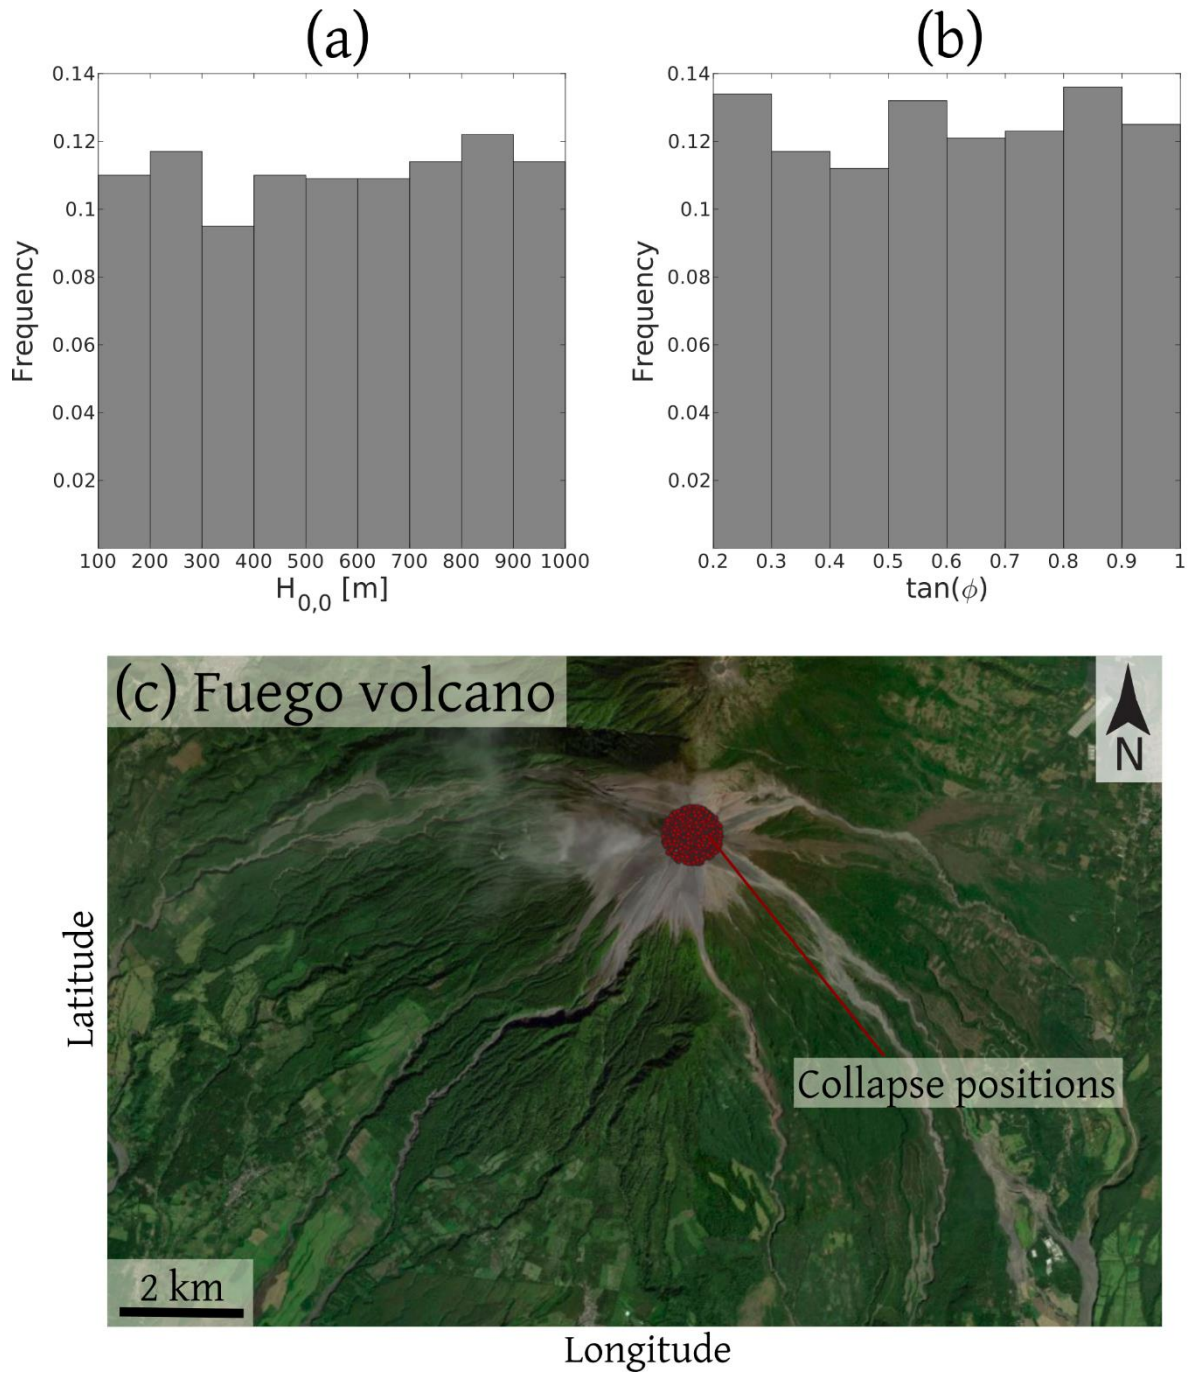 (a)
(b)
0.14
0.12
0.1
0.08
0.06
0.04
0.02
Frequency
100 200 300 400 500 600 700 800 900 1000
H0,0 [m]
0.14
0.12
0.1
0.08
0.06
0.04
0.02
Frequency
0.2 0.3 0.4 0.5 0.6 0.7 0.8 0.9 1
tan(ϕ)
(c) Fuego volcano
N
Latitude
Collapse positions
2 km
Longitude